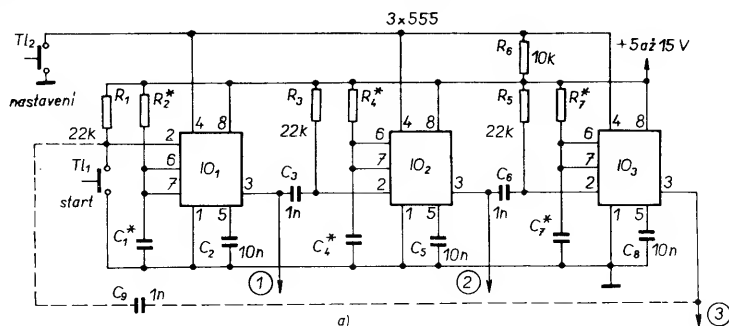 3×555
Tl₂
nastavení
R₁
22k
R₂*
R₃
22k
R₄*
R₆
10k
R₅
22k
R₇*
+5až 15 V
4 8
4 8
4 8
2
6
7
IO₁
3
1 5
6
7
2
IO₂
3
1 5
6
7
2
IO₃
3
1 5
Tl₁
start
C₁*
C₂
10n
C₃
1n
C₄*
C₅
10n
C₆
1n
C₇*
C₈
10n
C₉
1n
1
2
3
a)